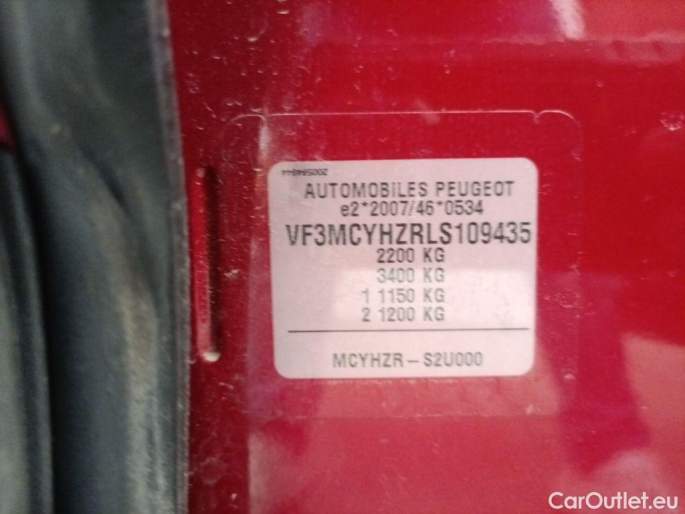 200584944
AUTOMOBILES PEUGEOT
e2*2007/46*0534
VF3MCYHZRLS109435
2200 KG
3400 KG
1 1150 KG
2 1200 KG
MCYHZR – S2U000
CarOutlet.eu